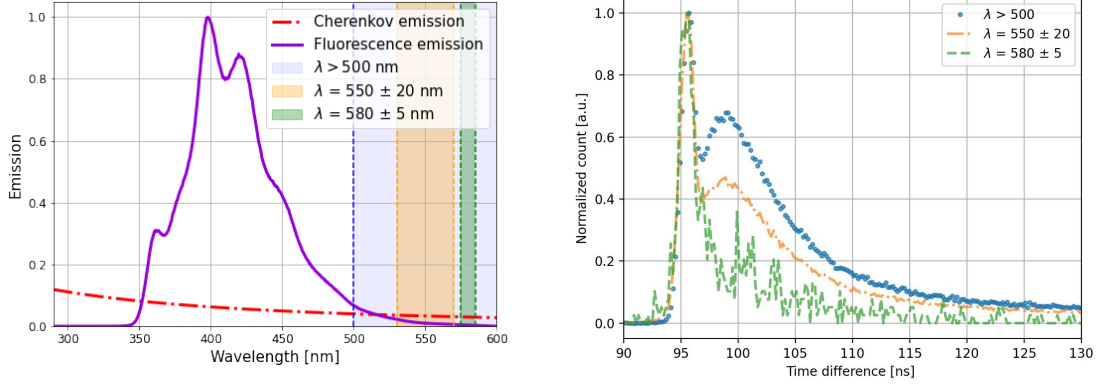 Emission
1.0
0.8
0.6
0.4
0.2
0.0
Cherenkov emission
Fluorescence emission
λ > 500 nm
λ = 550 ± 20 nm
λ = 580 ± 5 nm
300 350 400 450 500 550 600
Wavelength [nm]
Normalized count [a.u.]
1.0
0.8
0.6
0.4
0.2
0.0
λ > 500
λ = 550 ± 20
λ = 580 ± 5
90 95 100 105 110 115 120 125 130
Time difference [ns]